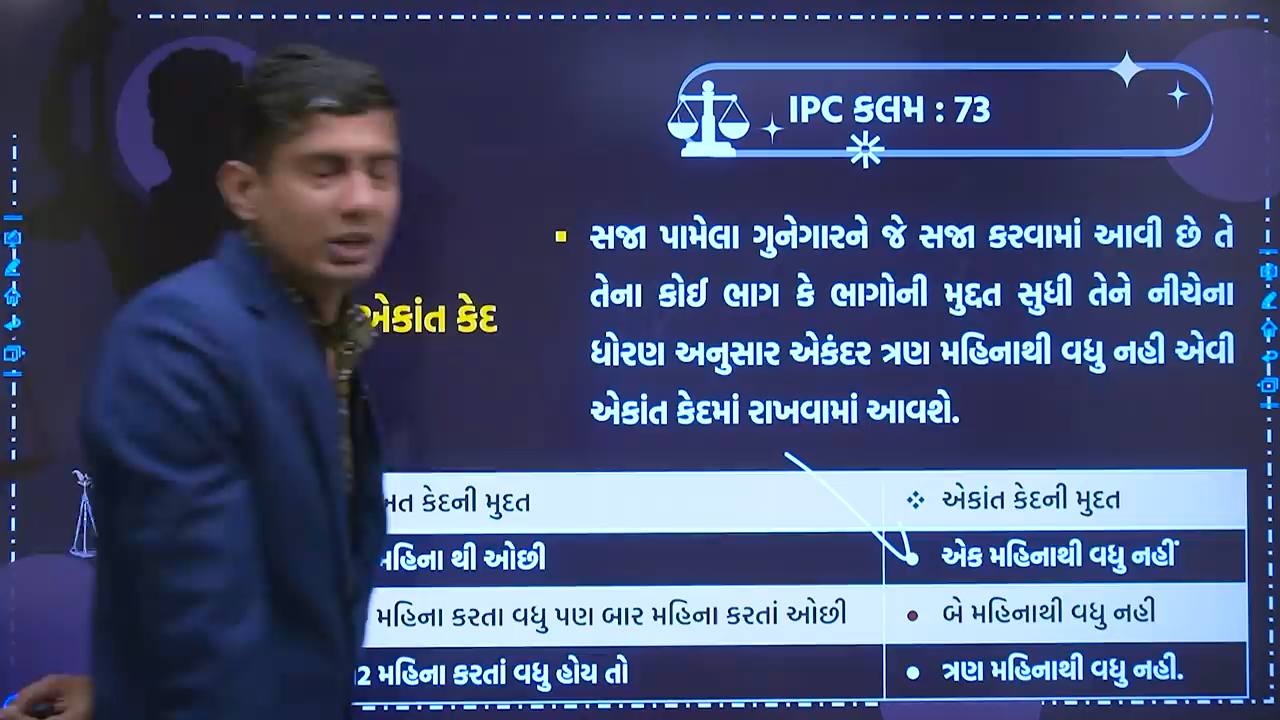 IPC કલમ : 73
સજા પામેલા ગુનેગારને જે સજા કરવામાં આવી છે તે
તેના કોઈ ભાગ કે ભાગોની મુદ્દત સુધી તેને નીચેના
ધોરણ અનુસાર એકંદર ત્રણ મહિનાથી વધુ નહી એવી
એકાંત કેદમાં રાખવામાં આવશે.
એકાંત કેદ
કેદની મુદત
એકાંત કેદની મુદત
મહિના થી ઓછી
એક મહિનાથી વધુ નહીં
મહિના કરતા વધુ પણ બાર મહિના કરતાં ઓછી
બે મહિનાથી વધુ નહી
મહિના કરતાં વધુ હોય તો
ત્રણ મહિનાથી વધુ નહી.